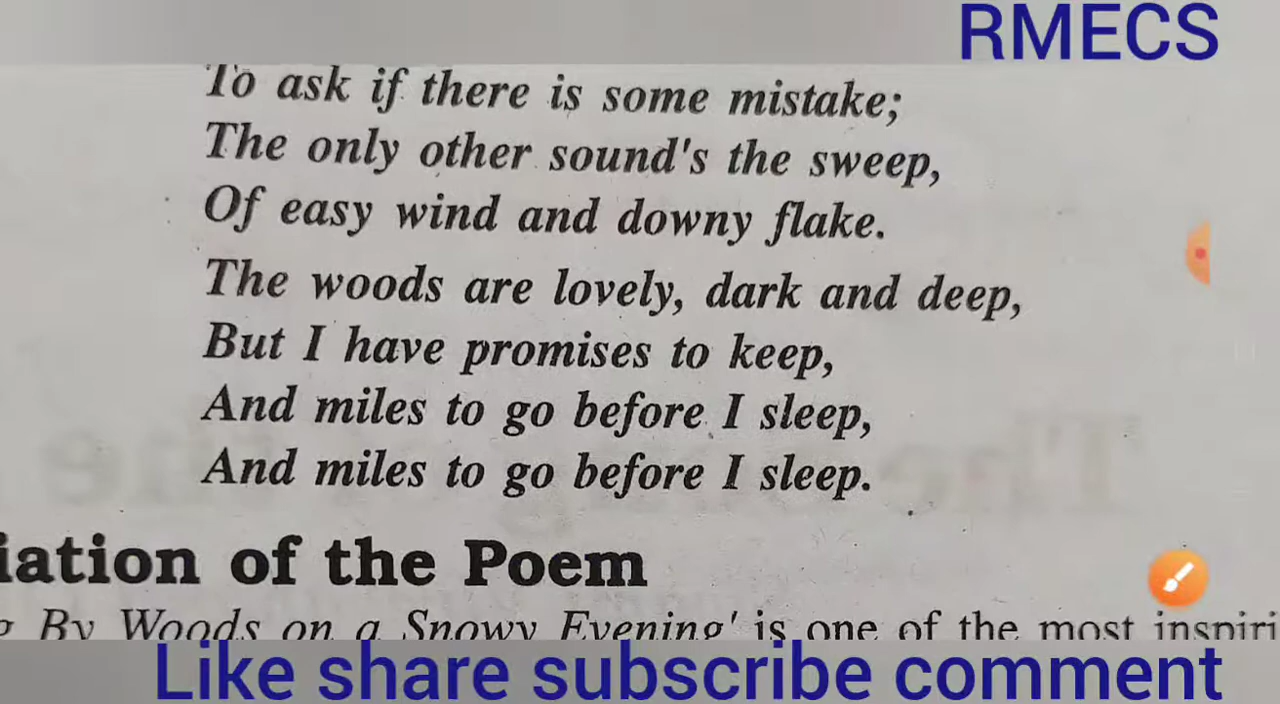 RMECS
To ask if there is some mistake;
The only other sound's the sweep,
Of easy wind and downy flake.
The woods are lovely, dark and deep,
But I have promises to keep,
And miles to go before I sleep,
And miles to go before I sleep.
iation of the Poem
By Woods on a Snowy Evening' is one of the most inspiri
Like share subscribe comment